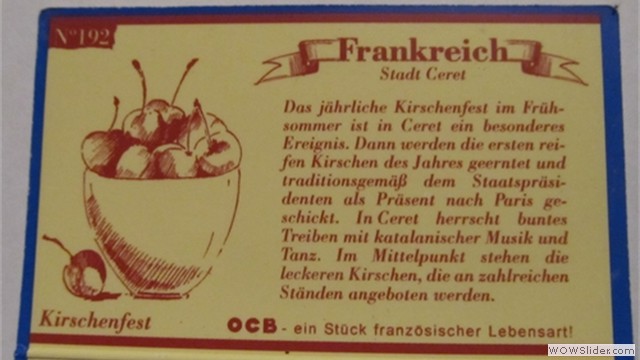 Nº192
Frankreich
Stadt Ceret
Das jährliche Kirschenfest im Früh-
sommer ist in Ceret ein besonderes
Ereignis. Dann werden die ersten rei-
fen Kirschen des Jahres geerntet und
traditionsgemäß dem Staatspräsi-
denten als Präsent nach Paris ge-
schickt. In Ceret herrscht buntes
Treiben mit katalanischer Musik und
Tanz. Im Mittelpunkt stehen die
leckeren Kirschen, die an zahlreichen
Ständen angeboten werden.
Kirschenfest
OCB - ein Stück französischer Lebensart!
WOWSlider.com